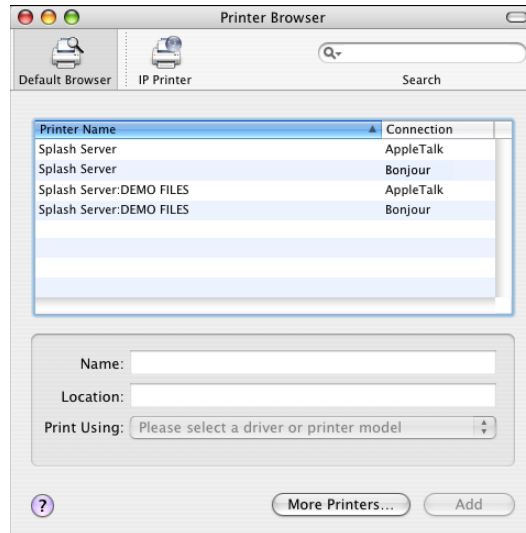 Printer Browser
Default Browser
IP Printer
Search
Printer Name Connection
Splash Server AppleTalk
Splash Server Bonjour
Splash Server:DEMO FILES AppleTalk
Splash Server:DEMO FILES Bonjour
Name:
Location:
Print Using: Please select a driver or printer model
? More Printers... Add